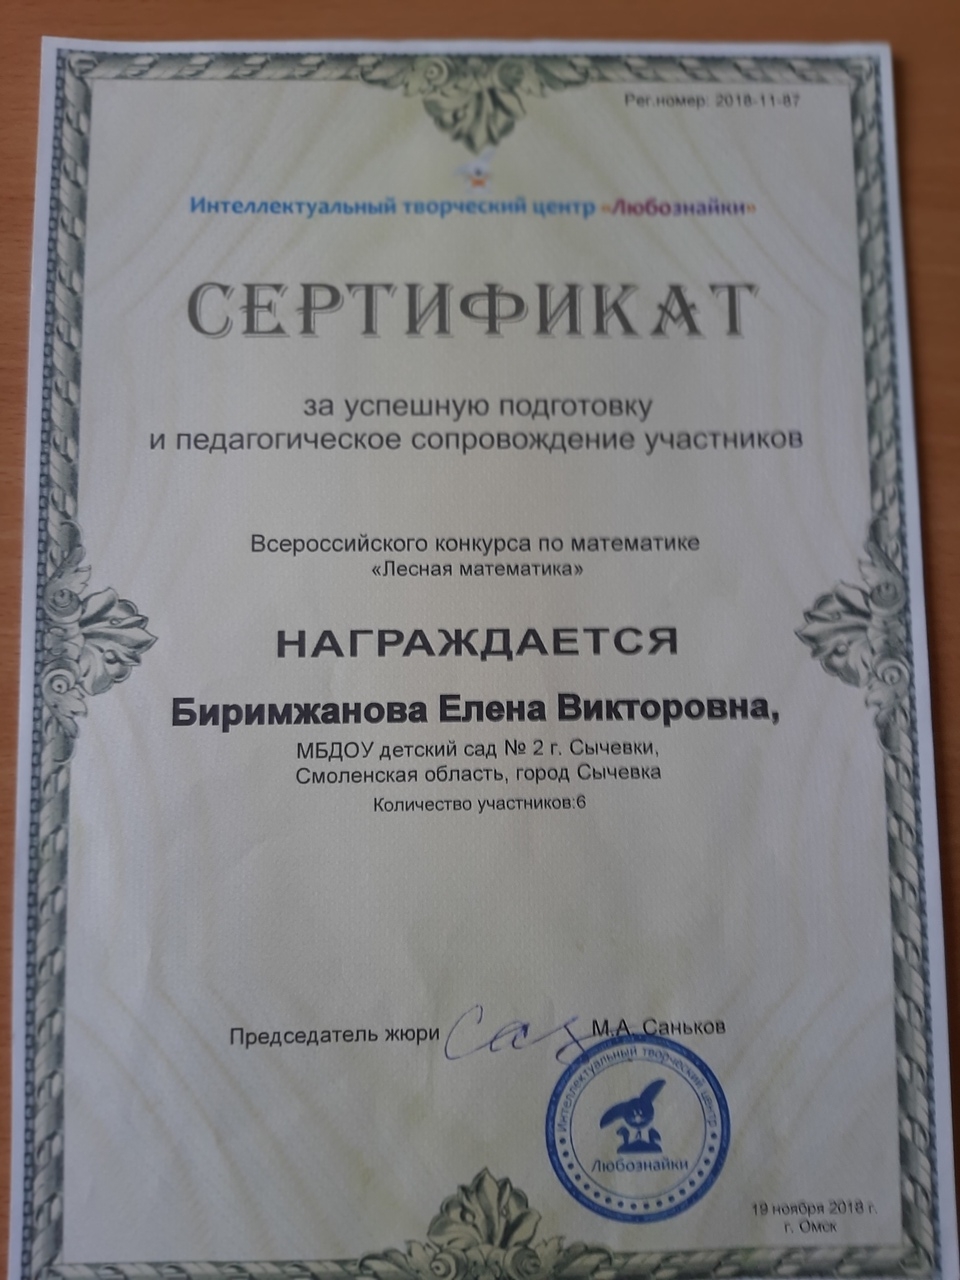 Рег.номер: 2018-11-87
Интеллектуальный творческий центр «Любознайки»
СЕРТИФИКАТ
за успешную подготовку
и педагогическое сопровождение участников
Всероссийского конкурса по математике
«Лесная математика»
НАГРАЖДАЕТСЯ
Биримжанова Елена Викторовна,
МБДОУ детский сад № 2 г. Сычевки,
Смоленская область, город Сычевка
Количество участников:6
Председатель жюри М.А. Саньков
Интеллектуальный творческий центр
Любознайки
19 ноября 2018 г.
г. Омск